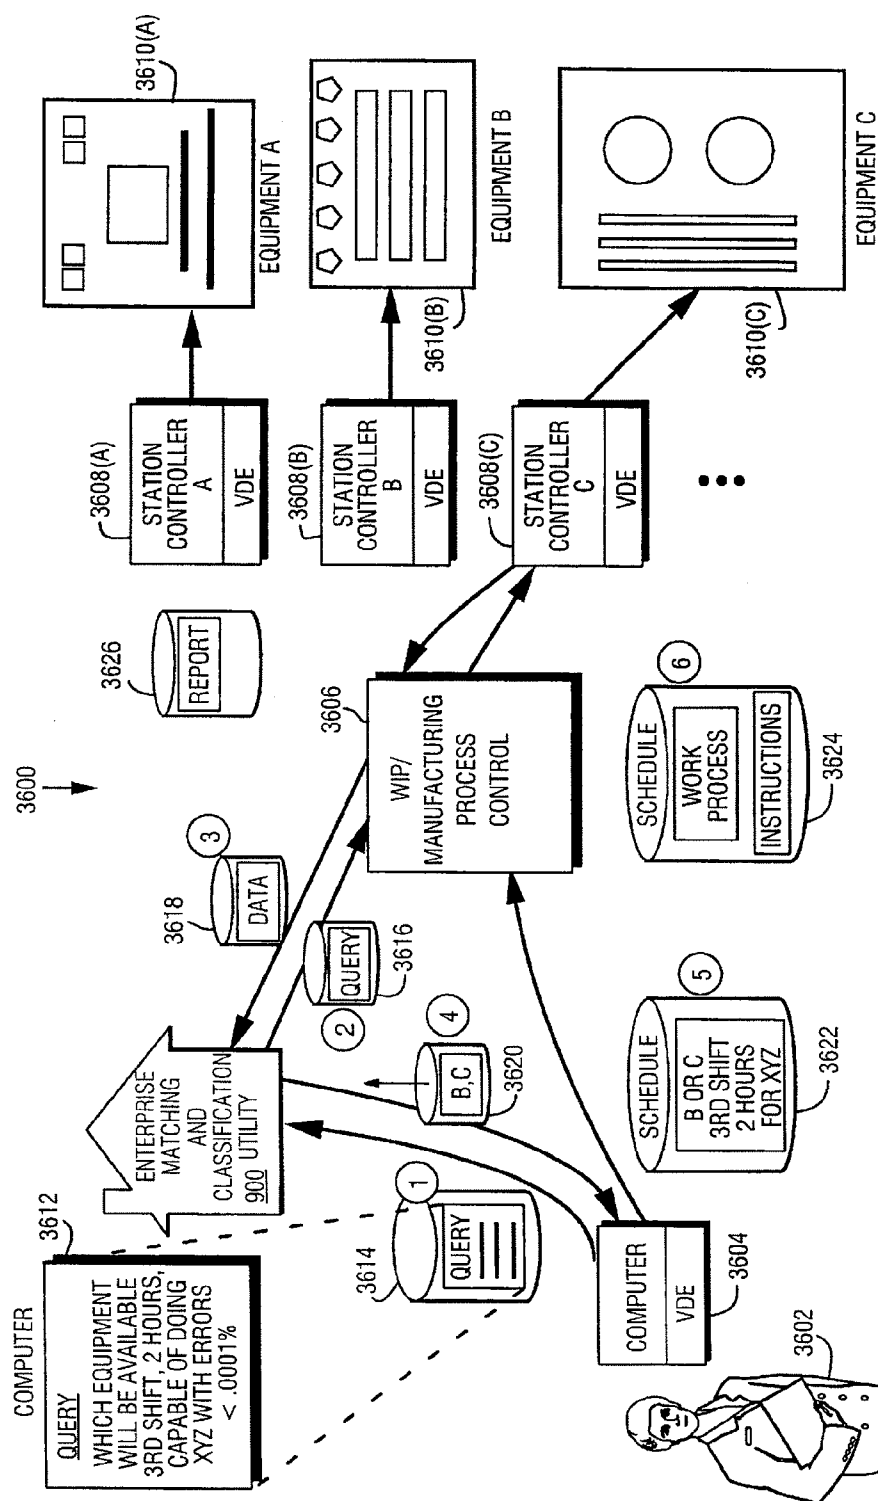 3600
COMPUTER
3612
QUERY
WHICH EQUIPMENT
WILL BE AVAILABLE
3RD SHIFT, 2 HOURS,
CAPABLE OF DOING
XYZ WITH ERRORS
< .0001%
ENTERPRISE
MATCHING
AND
CLASSIFICATION
900 UTILITY
3614
1
QUERY
3602
COMPUTER
VDE
3604
4
B,C
3620
2
QUERY
3616
3618
3
DATA
3606
WIP/
MANUFACTURING
PROCESS
CONTROL
3626
REPORT
5
SCHEDULE
B OR C
3RD SHIFT
2 HOURS
FOR XYZ
3622
6
SCHEDULE
WORK
PROCESS
INSTRUCTIONS
3624
3608(A)
STATION
CONTROLLER
A
VDE
3608(B)
STATION
CONTROLLER
B
VDE
3608(C)
STATION
CONTROLLER
C
VDE
3610(A)
EQUIPMENT A
3610(B)
EQUIPMENT B
3610(C)
EQUIPMENT C